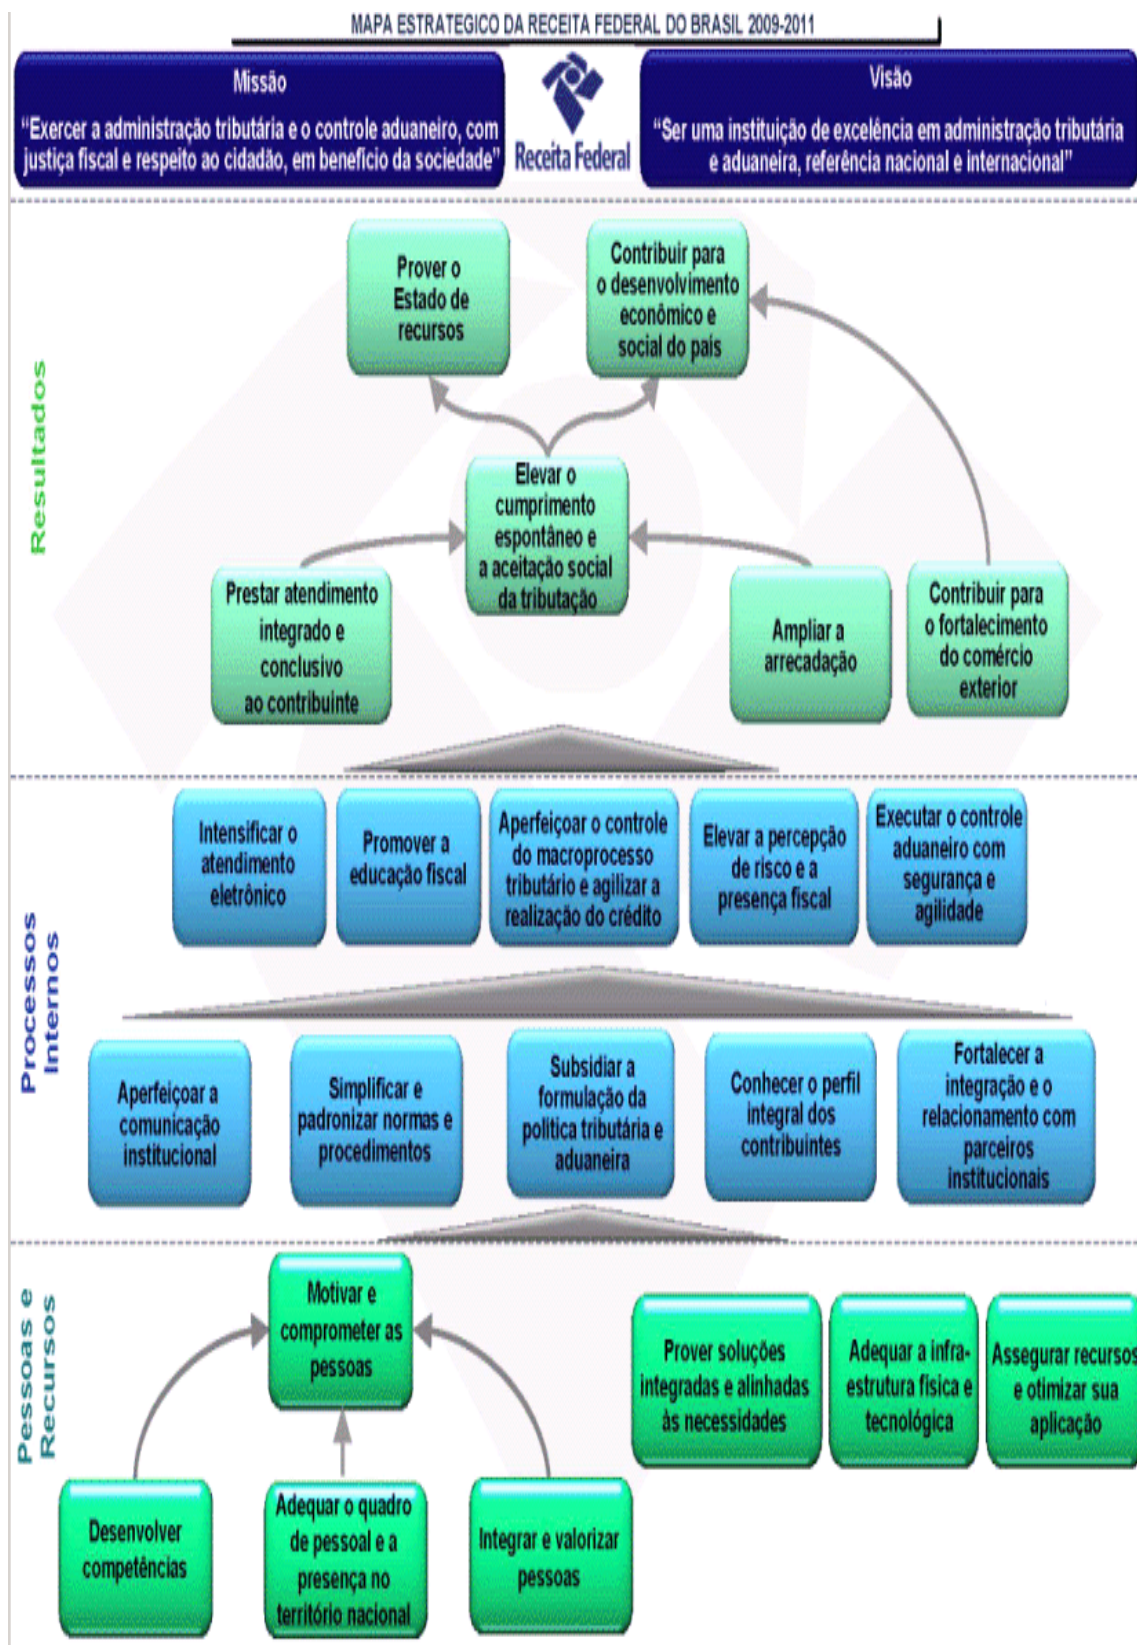 MAPA ESTRATEGICO DA RECEITA FEDERAL DO BRASIL 2009-2011
Missão
“Exercer a administração tributária e o controle aduaneiro, com
justiça fiscal e respeito ao cidadão, em benefício da sociedade”
Receita Federal
Visão
“Ser uma instituição de excelência em administração tributária
e aduaneira, referência nacional e internacional”
Resultados
Prover o
Estado de
recursos
Contribuir para
o desenvolvimento
econômico e
social do país
Elevar o
cumprimento
espontâneo e
a aceitação social
da tributação
Prestar atendimento
integrado e
conclusivo
ao contribuinte
Ampliar a
arrecadação
Contribuir para
o fortalecimento
do comércio
exterior
Processos
Internos
Intensificar o
atendimento
eletrônico
Promover a
educação fiscal
Aperfeiçoar o controle
do macroprocesso
tributário e agilizar a
realização do crédito
Elevar a percepção
de risco e a
presença fiscal
Executar o controle
aduaneiro com
segurança e
agilidade
Aperfeiçoar a
comunicação
institucional
Simplificar e
padronizar normas e
procedimentos
Subsidiar a
formulação da
política tributária e
aduaneira
Conhecer o perfil
integral dos
contribuintes
Fortalecer a
integração e o
relacionamento com
parceiros
institucionais
Pessoas e
Recursos
Motivar e
comprometer as
pessoas
Prover soluções
integradas e alinhadas
às necessidades
Adequar a infra-
estrutura física e
tecnológica
Assegurar recursos
e otimizar sua
aplicação
Desenvolver
competências
Adequar o quadro
de pessoal e a
presença no
território nacional
Integrar e valorizar
pessoas